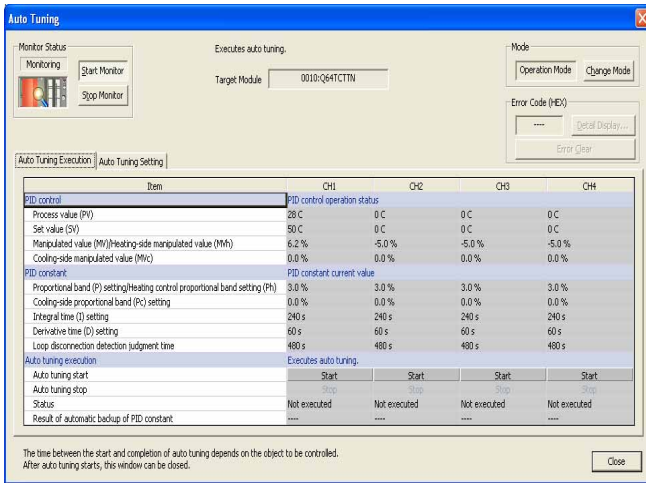 Auto Tuning
Monitor Status
Monitoring
Start Monitor
Stop Monitor
Executes auto tuning.
Target Module
0010:Q64TCTTN
Mode
Operation Mode
Change Mode
Error Code (HEX)
----
Detail Display...
Error Clear
Auto Tuning Execution
Auto Tuning Setting
Item CH1 CH2 CH3 CH4
PID control PID control operation status
Process value (PV) 28 C 0 C 0 C 0 C
Set value (SV) 50 C 0 C 0 C 0 C
Manipulated value (MV)/Heating-side manipulated value (MVh) 6.2 % -5.0 % -5.0 % -5.0 %
Cooling-side manipulated value (MVc) 0.0 % 0.0 % 0.0 % 0.0 %
PID constant PID constant current value
Proportional band (P) setting/Heating control proportional band setting (Ph) 3.0 % 3.0 % 3.0 % 3.0 %
Cooling-side proportional band (Pc) setting 0.0 % 0.0 % 0.0 % 0.0 %
Integral time (I) setting 240 s 240 s 240 s 240 s
Derivative time (D) setting 60 s 60 s 60 s 60 s
Loop disconnection detection judgment time 480 s 480 s 480 s 480 s
Auto tuning execution Executes auto tuning.
Auto tuning start Start Start Start Start
Auto tuning stop Stop Stop Stop Stop
Status Not executed Not executed Not executed Not executed
Result of automatic backup of PID constant ---- ---- ---- ----
The time between the start and completion of auto tuning depends on the object to be controlled.
After auto tuning starts, this window can be closed.
Close